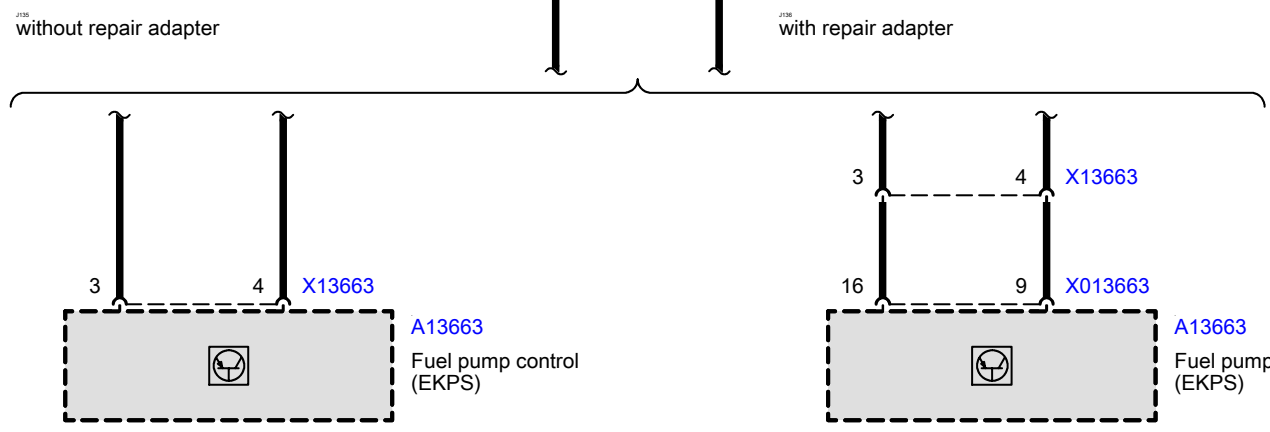 J135
without repair adapter
J136
with repair adapter
3
4
X13663
3
4
X13663
16
9
X013663
A13663
Fuel pump control
(EKPS)
A13663
Fuel pump
(EKPS)